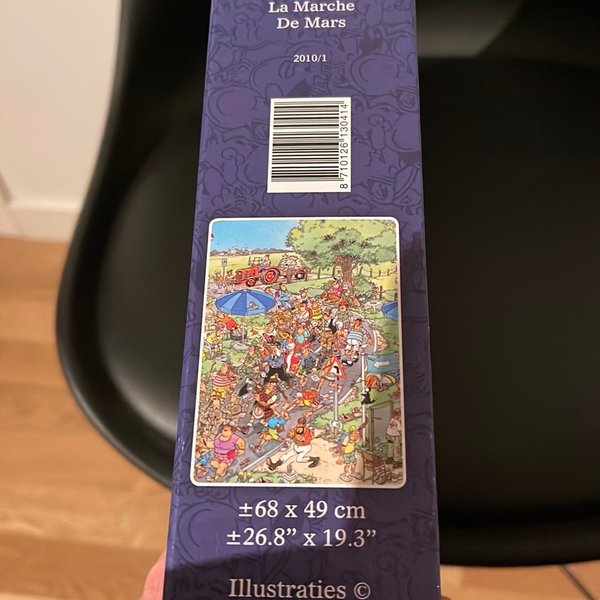 La Marche
De Mars
2010/1
8 710126 130414
±68 x 49 cm
±26.8” x 19.3”
Illustraties ©